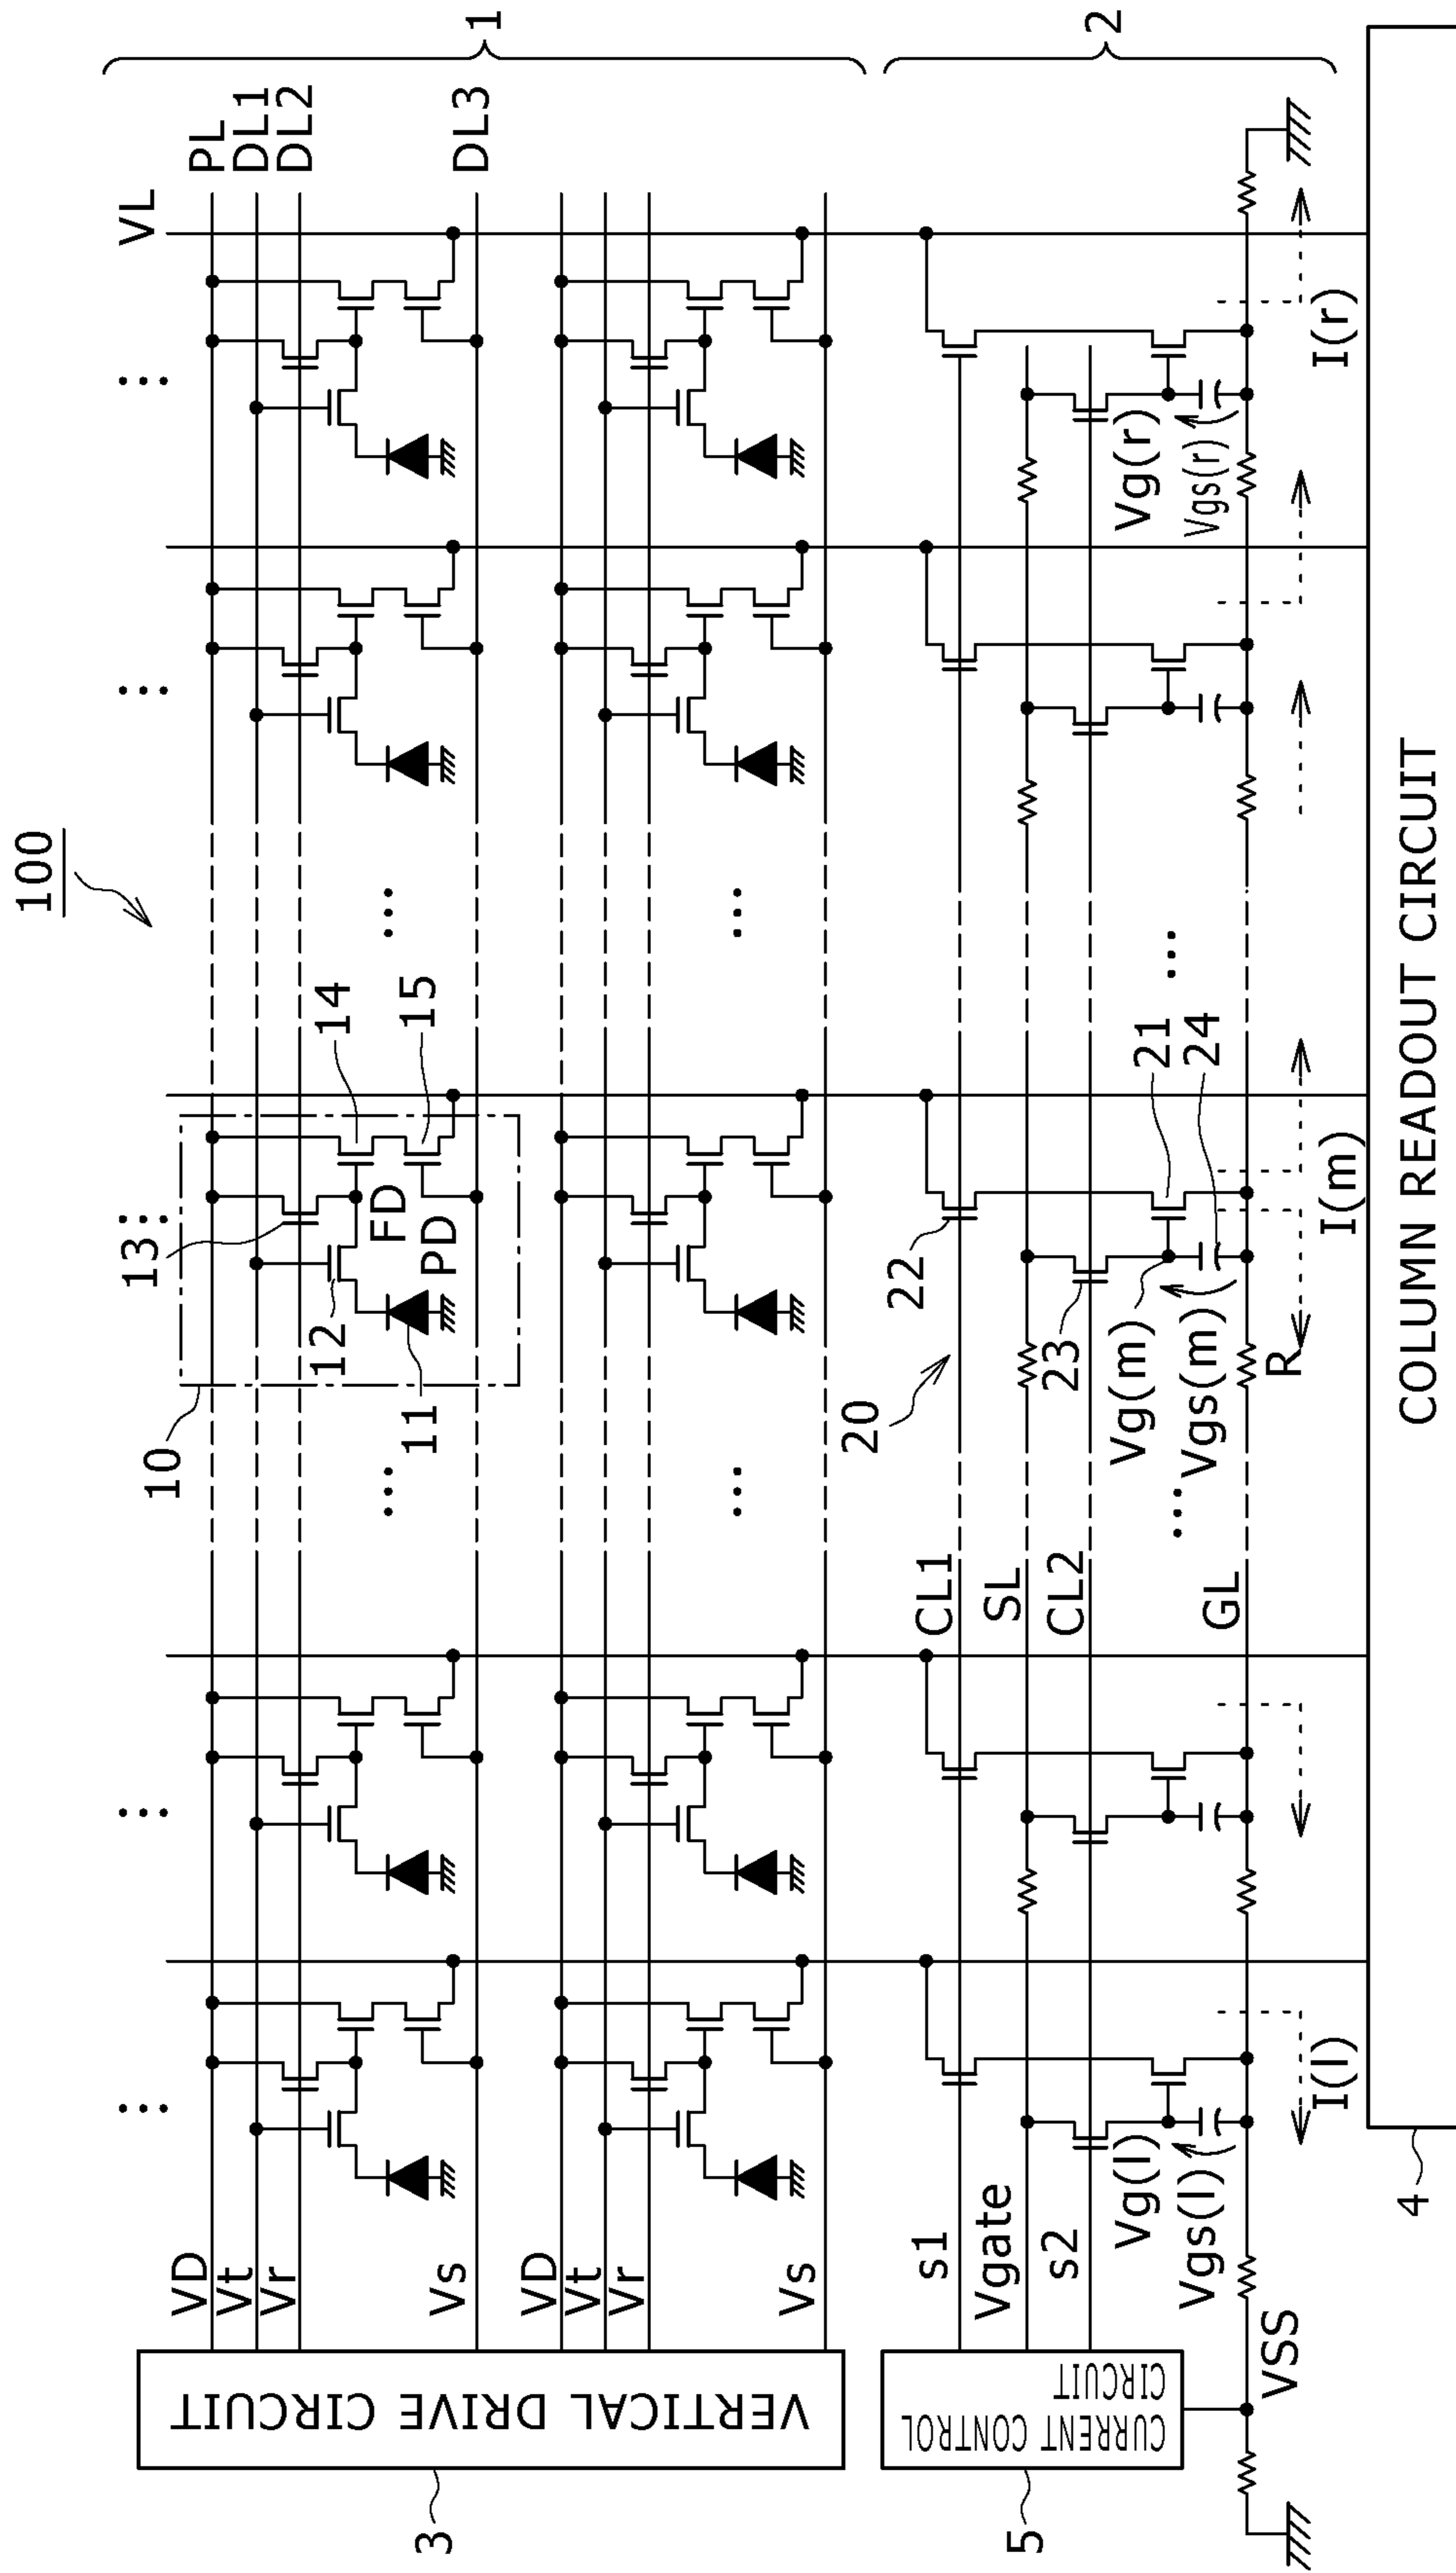 100
VL
PL
DL1
DL2
DL3
1
2
10
11
12
13
14
15
FD
PD
VD
Vt
Vr
Vs
VD
Vt
Vr
Vs
VERTICAL DRIVE CIRCUIT
3
20
21
22
23
24
CL1
SL
CL2
GL
s1
Vgate
s2
CURRENT CONTROL
CIRCUIT
5
VSS
Vg(l)
Vgs(l)
I(l)
Vg(m)
Vgs(m)
R
I(m)
Vg(r)
Vgs(r)
I(r)
COLUMN READOUT CIRCUIT
4